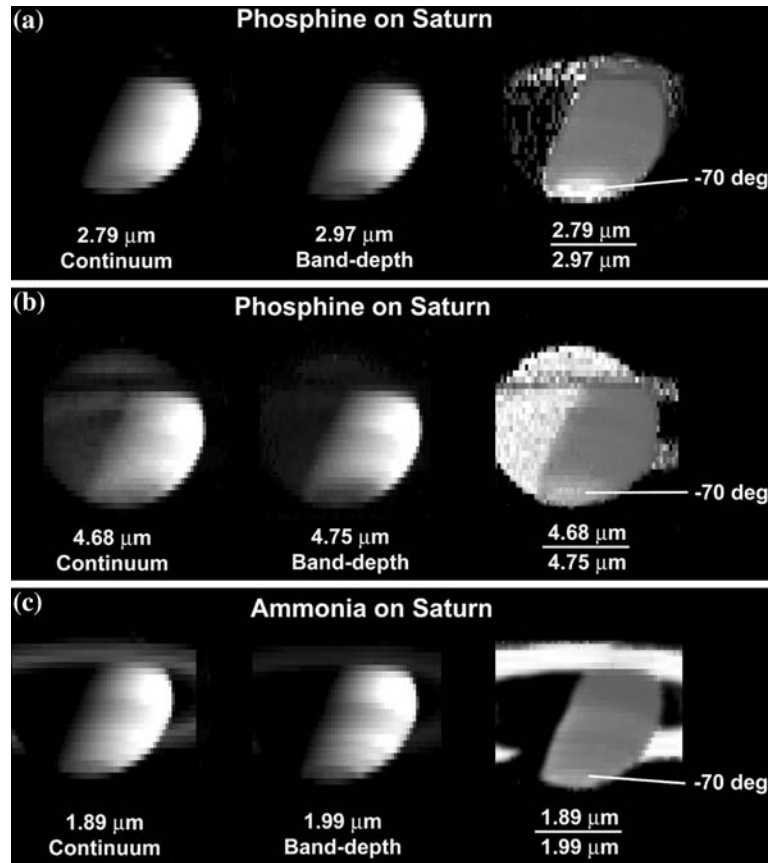 (a)
Phosphine on Saturn
-70 deg
2.79 μm
Continuum
2.97 μm
Band-depth
2.79 μm
2.97 μm
(b)
Phosphine on Saturn
-70 deg
4.68 μm
Continuum
4.75 μm
Band-depth
4.68 μm
4.75 μm
(c)
Ammonia on Saturn
-70 deg
1.89 μm
Continuum
1.99 μm
Band-depth
1.89 μm
1.99 μm